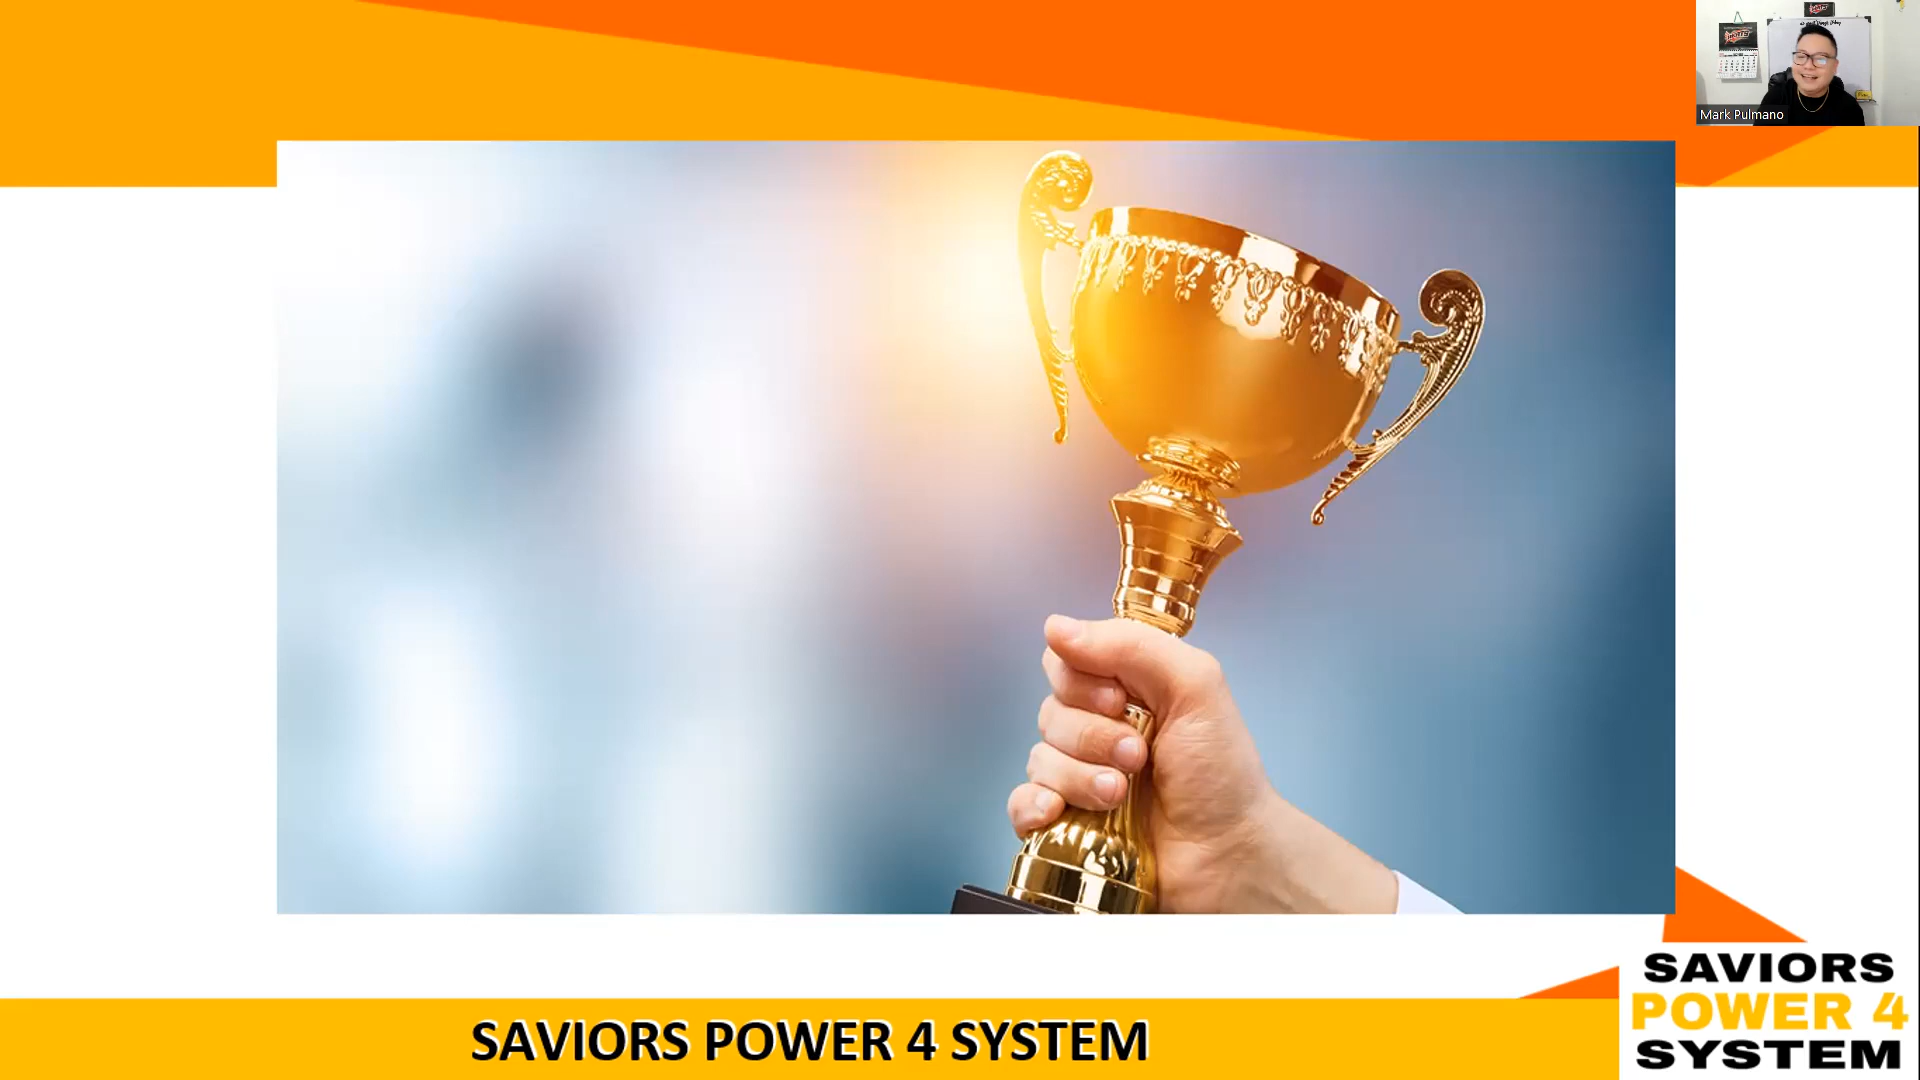 Mark Pulmano
SAVIORS POWER 4 SYSTEM
SAVIORS
POWER 4
SYSTEM